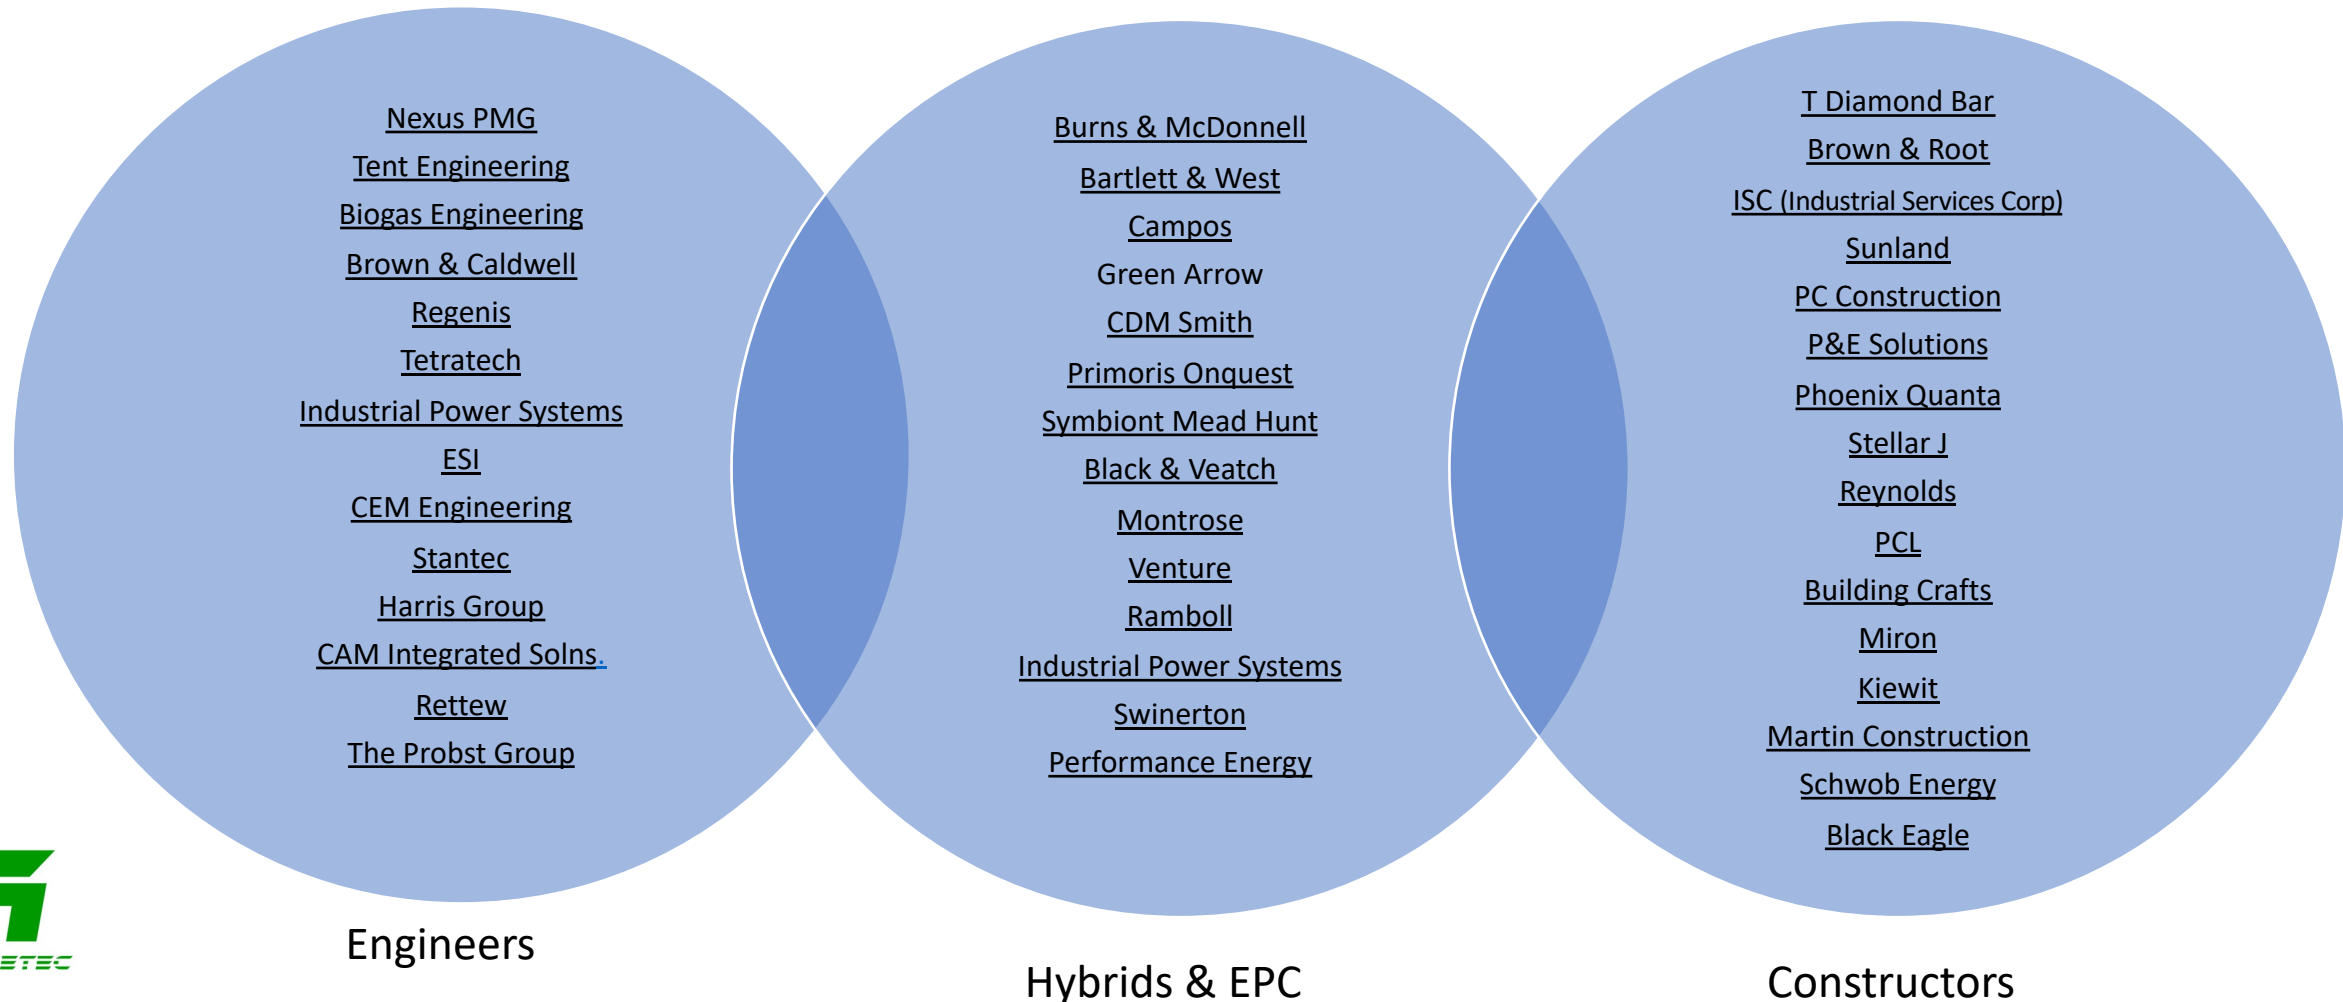 Nexus PMG
Tent Engineering
Biogas Engineering
Brown & Caldwell
Regenis
Tetratech
Industrial Power Systems
ESI
CEM Engineering
Stantec
Harris Group
CAM Integrated Solns.
Rettew
The Probst Group
Engineers
Burns & McDonnell
Bartlett & West
Campos
Green Arrow
CDM Smith
Primoris Onquest
Symbiont Mead Hunt
Black & Veatch
Montrose
Venture
Ramboll
Industrial Power Systems
Swinerton
Performance Energy
Hybrids & EPC
T Diamond Bar
Brown & Root
ISC (Industrial Services Corp)
Sunland
PC Construction
P&E Solutions
Phoenix Quanta
Stellar J
Reynolds
PCL
Building Crafts
Miron
Kiewit
Martin Construction
Schwob Energy
Black Eagle
Constructors
ETEC